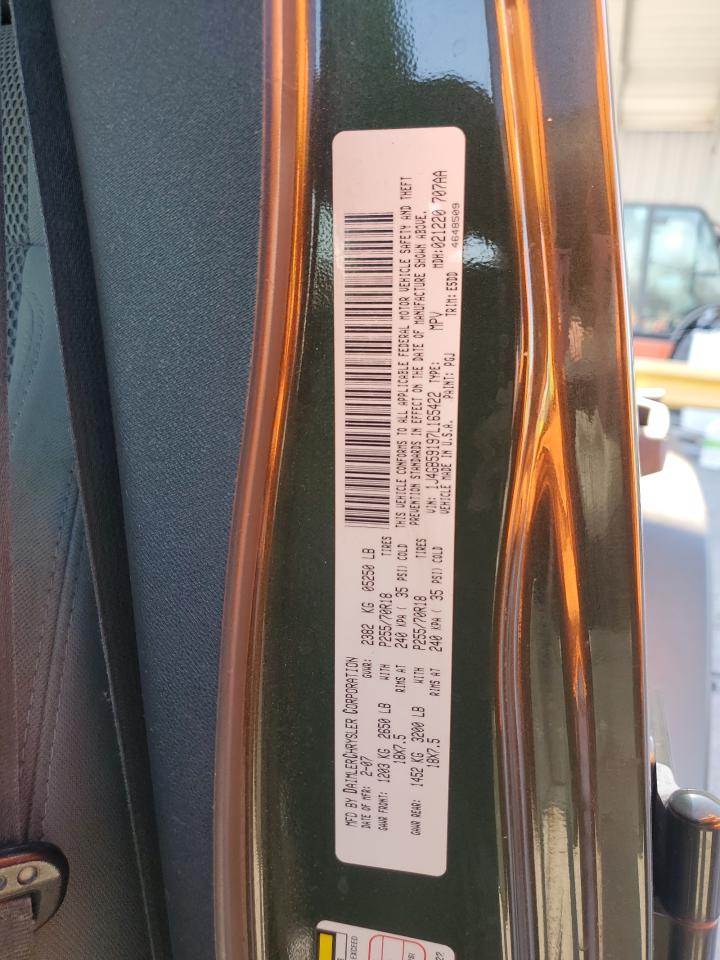 MFD BY DAIMLERCHRYSLER CORPORATION
DATE OF MFR: 2-07 GVWR: 2382 KG 05250 LB
GAWR FRONT: 1203 KG 2650 LB WITH P255/70R18 TIRES
18X7.5 RIMS AT 240 KPA ( 35 PSI) COLD
GAWR REAR: 1452 KG 3200 LB WITH P255/70R18 TIRES
18X7.5 RIMS AT 240 KPA ( 35 PSI) COLD
THIS VEHICLE CONFORMS TO ALL APPLICABLE FEDERAL MOTOR VEHICLE SAFETY AND THEFT
PREVENTION STANDARDS IN EFFECT ON THE DATE OF MANUFACTURE SHOWN ABOVE.
VIN: 1J4GB59197L165422 TYPE: MPV MDH:021220 707AA
VEHICLE MADE IN U.S.A. PAINT: PGJ TRIM: E5DD 4648509
EXCEED